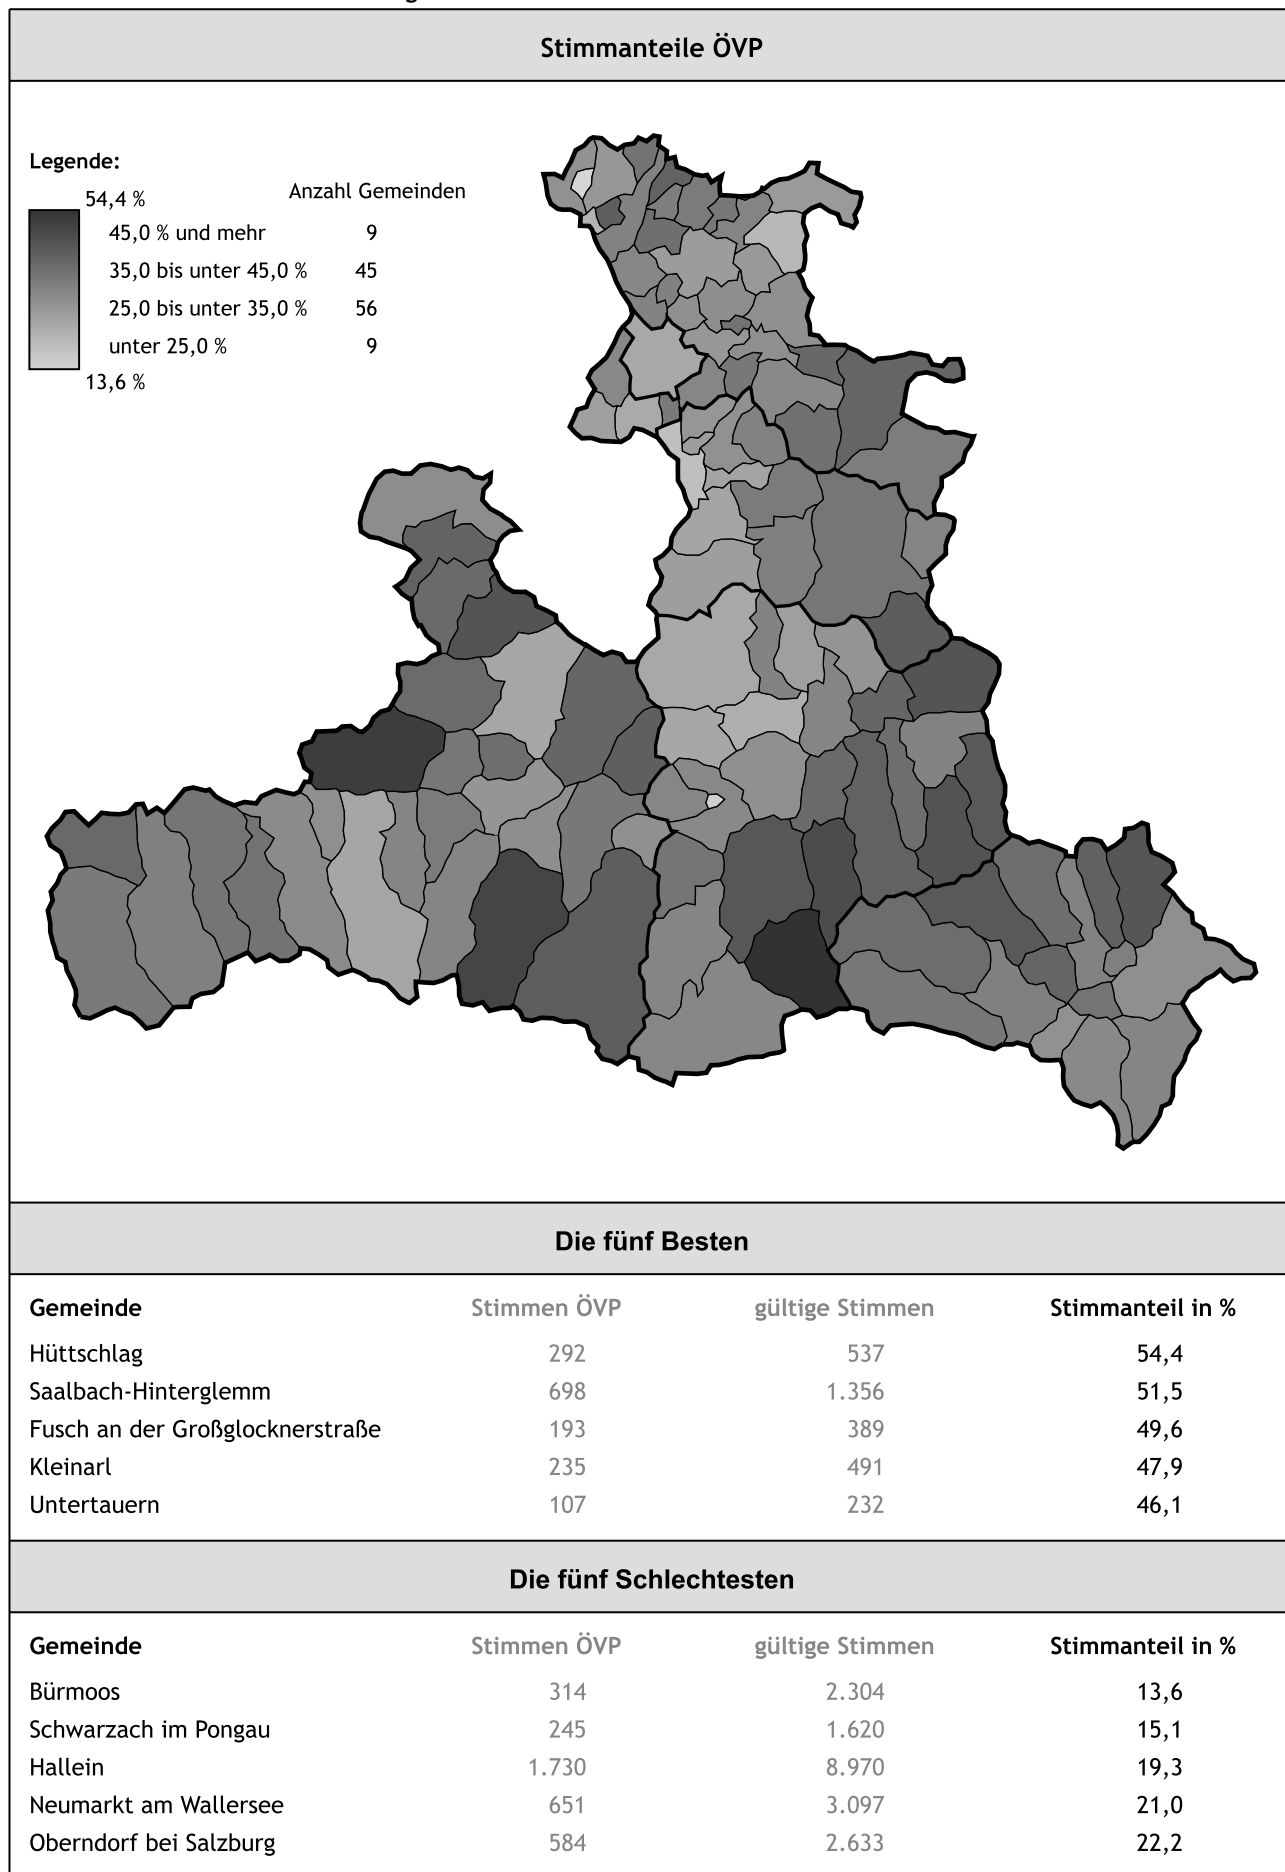 Stimmanteile ÖVP
Legende:
54,4 %
Anzahl Gemeinden
45,0 % und mehr 9
35,0 bis unter 45,0 % 45
25,0 bis unter 35,0 % 56
unter 25,0 % 9
13,6 %
Die fünf Besten
Gemeinde Stimmen ÖVP gültige Stimmen Stimmanteil in %
Hüttschlag 292 537 54,4
Saalbach-Hinterglemm 698 1.356 51,5
Fusch an der Großglocknerstraße 193 389 49,6
Kleinarl 235 491 47,9
Untertauern 107 232 46,1
Die fünf Schlechtesten
Gemeinde Stimmen ÖVP gültige Stimmen Stimmanteil in %
Bürmoos 314 2.304 13,6
Schwarzach im Pongau 245 1.620 15,1
Hallein 1.730 8.970 19,3
Neumarkt am Wallersee 651 3.097 21,0
Oberndorf bei Salzburg 584 2.633 22,2